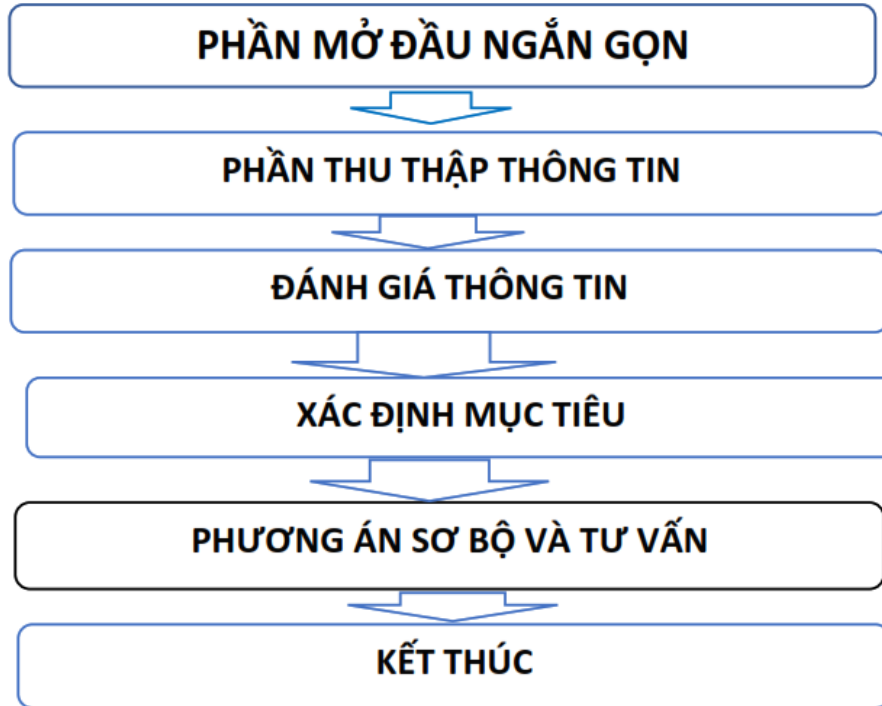 PHẦN MỞ ĐẦU NGẮN GỌN
PHẦN THU THẬP THÔNG TIN
ĐÁNH GIÁ THÔNG TIN
XÁC ĐỊNH MỤC TIÊU
PHƯƠNG ÁN SƠ BỘ VÀ TƯ VẤN
KẾT THÚC